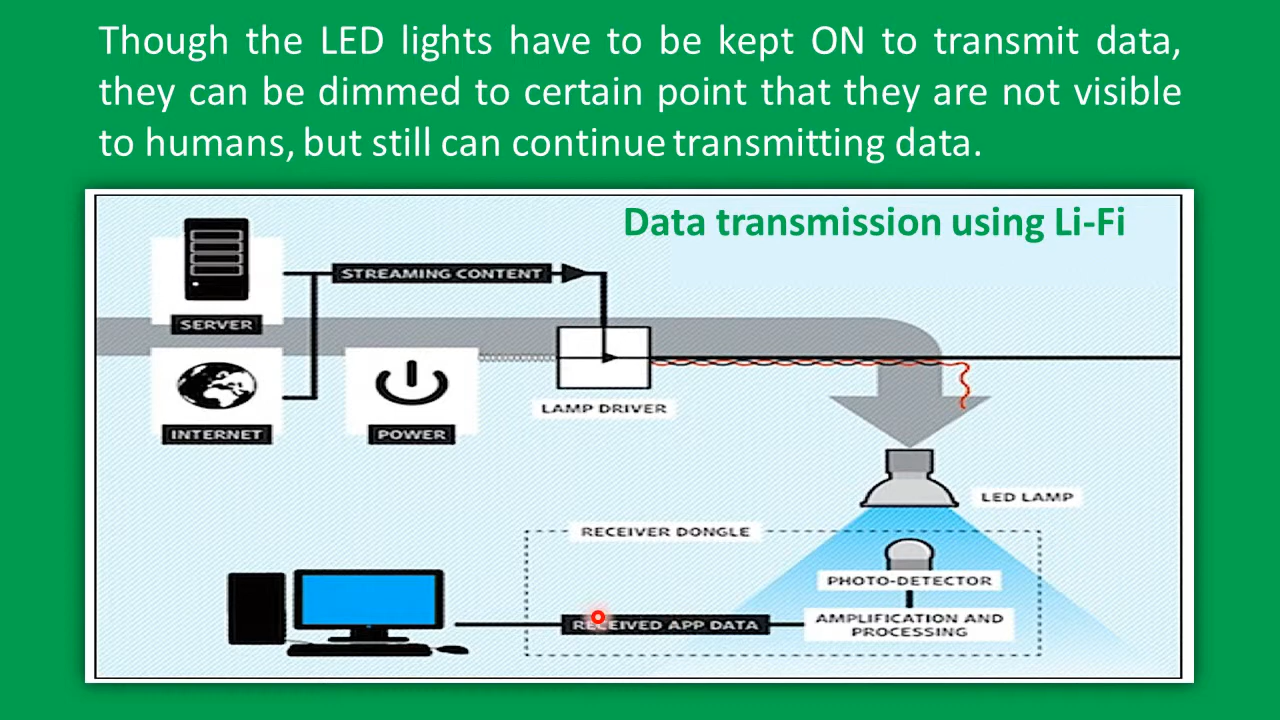 Though the LED lights have to be kept ON to transmit data,
they can be dimmed to certain point that they are not visible
to humans, but still can continue transmitting data.
Data transmission using Li-Fi
STREAMING CONTENT
SERVER
LAMP DRIVER
INTERNET
POWER
LED LAMP
RECEIVER DONGLE
PHOTO-DETECTOR
RECEIVED APP DATA
AMPLIFICATION AND
PROCESSING